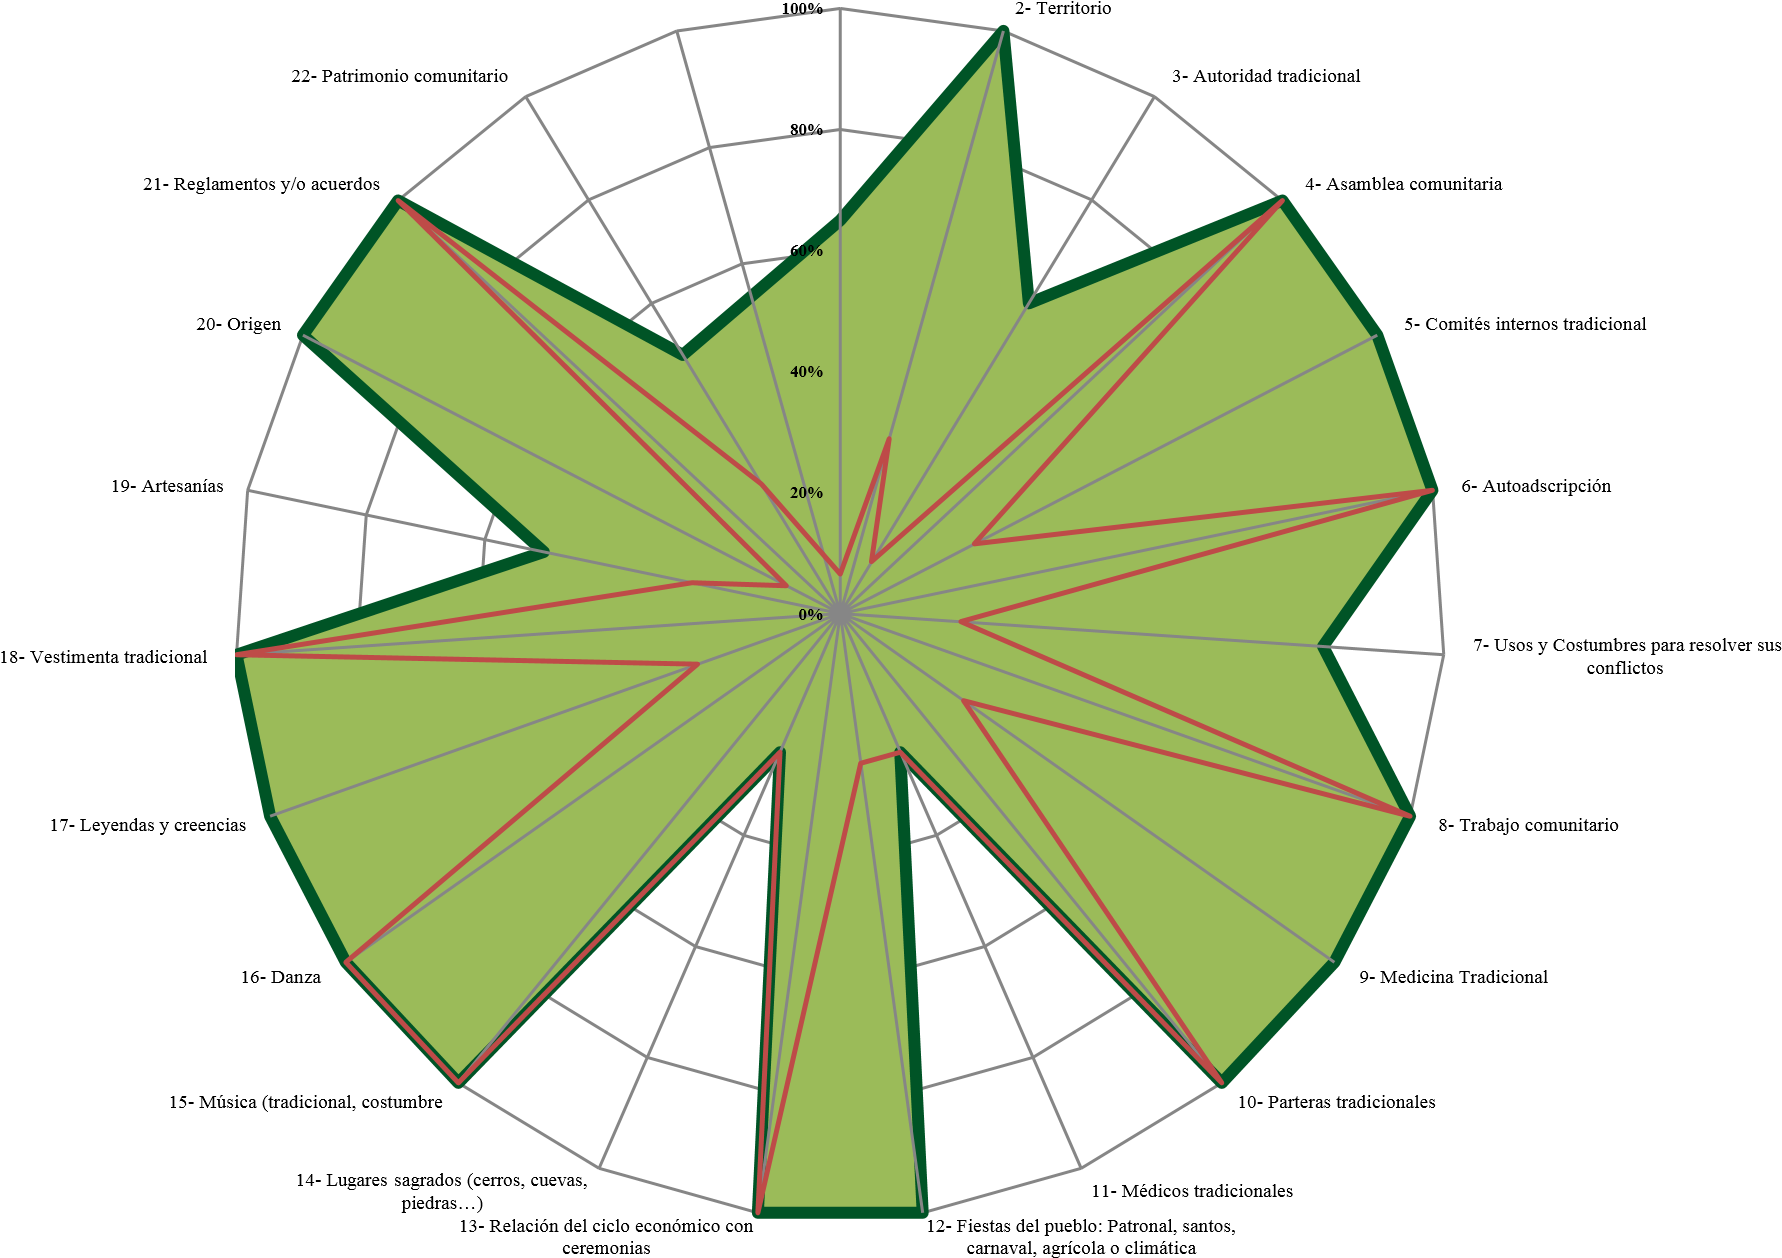 100%
80%
60%
40%
20%
0%
2- Territorio
3- Autoridad tradicional
4- Asamblea comunitaria
5- Comités internos tradicional
6- Autoadscripción
7- Usos y Costumbres para resolver sus
conflictos
8- Trabajo comunitario
9- Medicina Tradicional
10- Parteras tradicionales
11- Médicos tradicionales
12- Fiestas del pueblo: Patronal, santos,
carnaval, agrícola o climática
13- Relación del ciclo económico con
ceremonias
14- Lugares sagrados (cerros, cuevas,
piedras…)
15- Música (tradicional, costumbre
16- Danza
17- Leyendas y creencias
18- Vestimenta tradicional
19- Artesanías
20- Origen
21- Reglamentos y/o acuerdos
22- Patrimonio comunitario